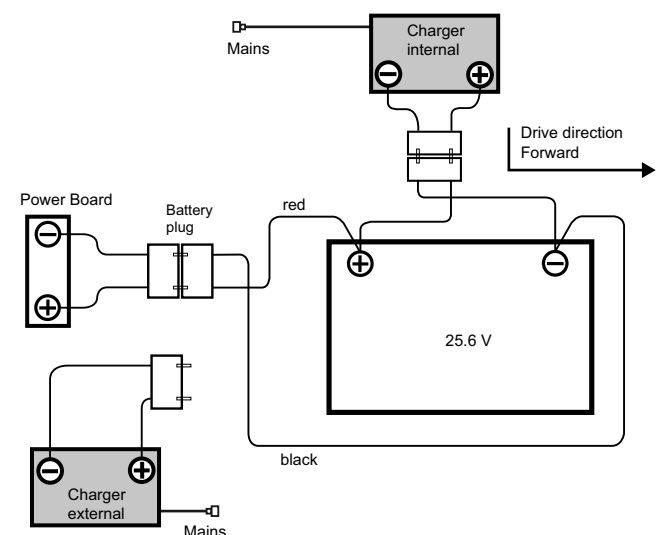 Charger
internal
Mains
Drive direction
Forward
Power Board
Battery
plug
red
25.6 V
black
Charger
external
Mains